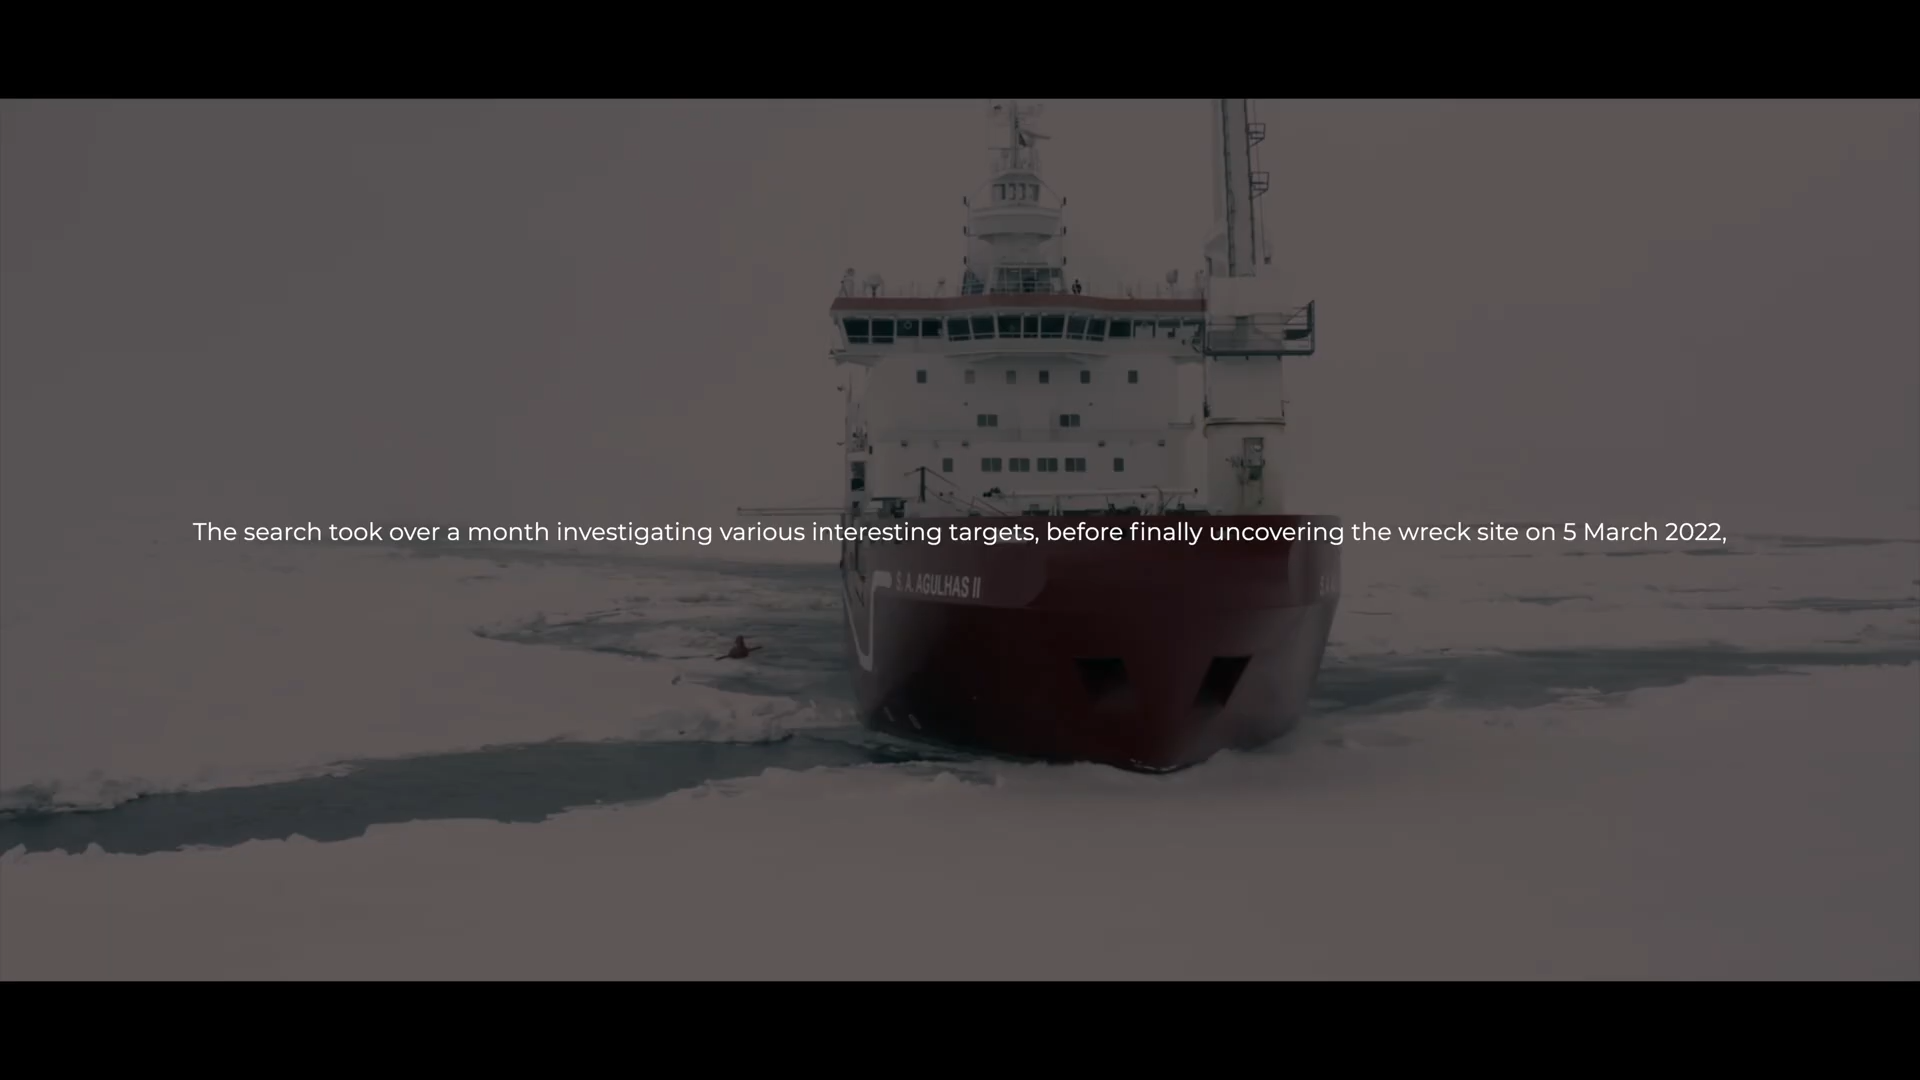 The search took over a month investigating various interesting targets, before finally uncovering the wreck site on 5 March 2022,
S. A. AGULHAS II